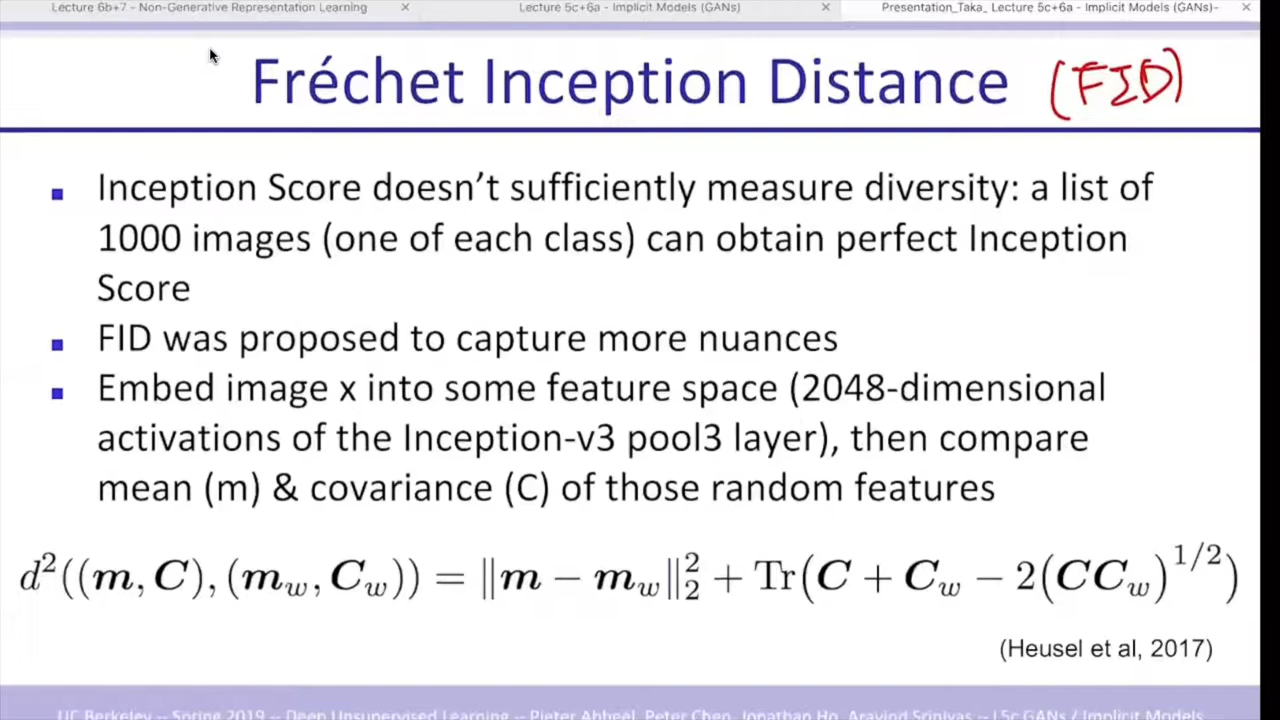 Lecture 6b+7 - Non-Generative Representation Learning × Lecture 5c+6a - Implicit Models (GANs) × Presentation_Taka_ Lecture 5c+6a - Implicit Models (GANs)- ×
Fréchet Inception Distance (FID)
▪ Inception Score doesn't sufficiently measure diversity: a list of
1000 images (one of each class) can obtain perfect Inception
Score
▪ FID was proposed to capture more nuances
▪ Embed image x into some feature space (2048-dimensional
activations of the Inception-v3 pool3 layer), then compare
mean (m) & covariance (C) of those random features
d²((m, C), (m_w, C_w)) = ‖m − m_w‖₂² + Tr(C + C_w − 2(CC_w)^{1/2})
(Heusel et al, 2017)
UC Berkeley -- Spring 2019 -- Deep Unsupervised Learning -- Pieter Abbeel, Peter Chen, Jonathan Ho, Aravind Srinivas -- L5c GANs / Implicit Models